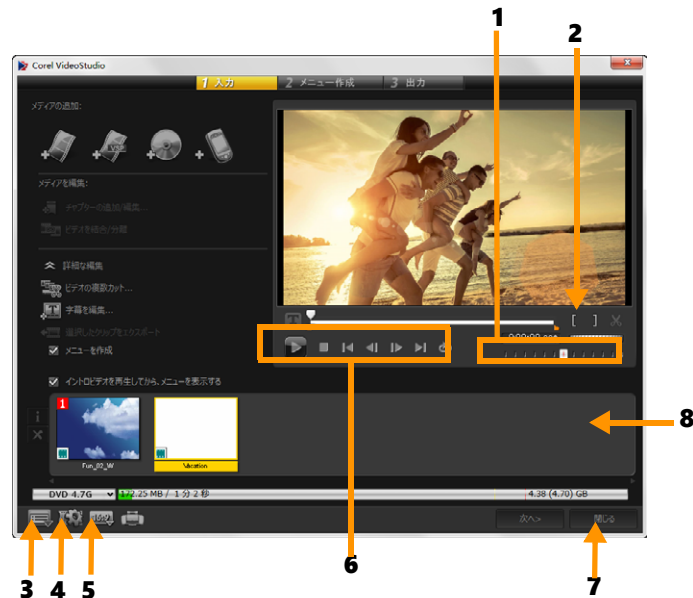 1
2
Corel VideoStudio
1 入力
2 メニュー作成
3 出力
メディアの追加:
VSP
メディアを編集:
チャプターの追加/編集...
ビデオを結合/分離
詳細な編集
ビデオの複数カット...
字幕を編集...
選択したクリップをエクスポート
メニューを作成
イントロビデオを再生してから、メニューを表示する
1
Fun_02_W
Vacation
8
DVD 4.7G
172.25 MB / 1 分 2 秒
4.38 (4.70) GB
16:9
次へ>
閉じる
3
4
5
6
7